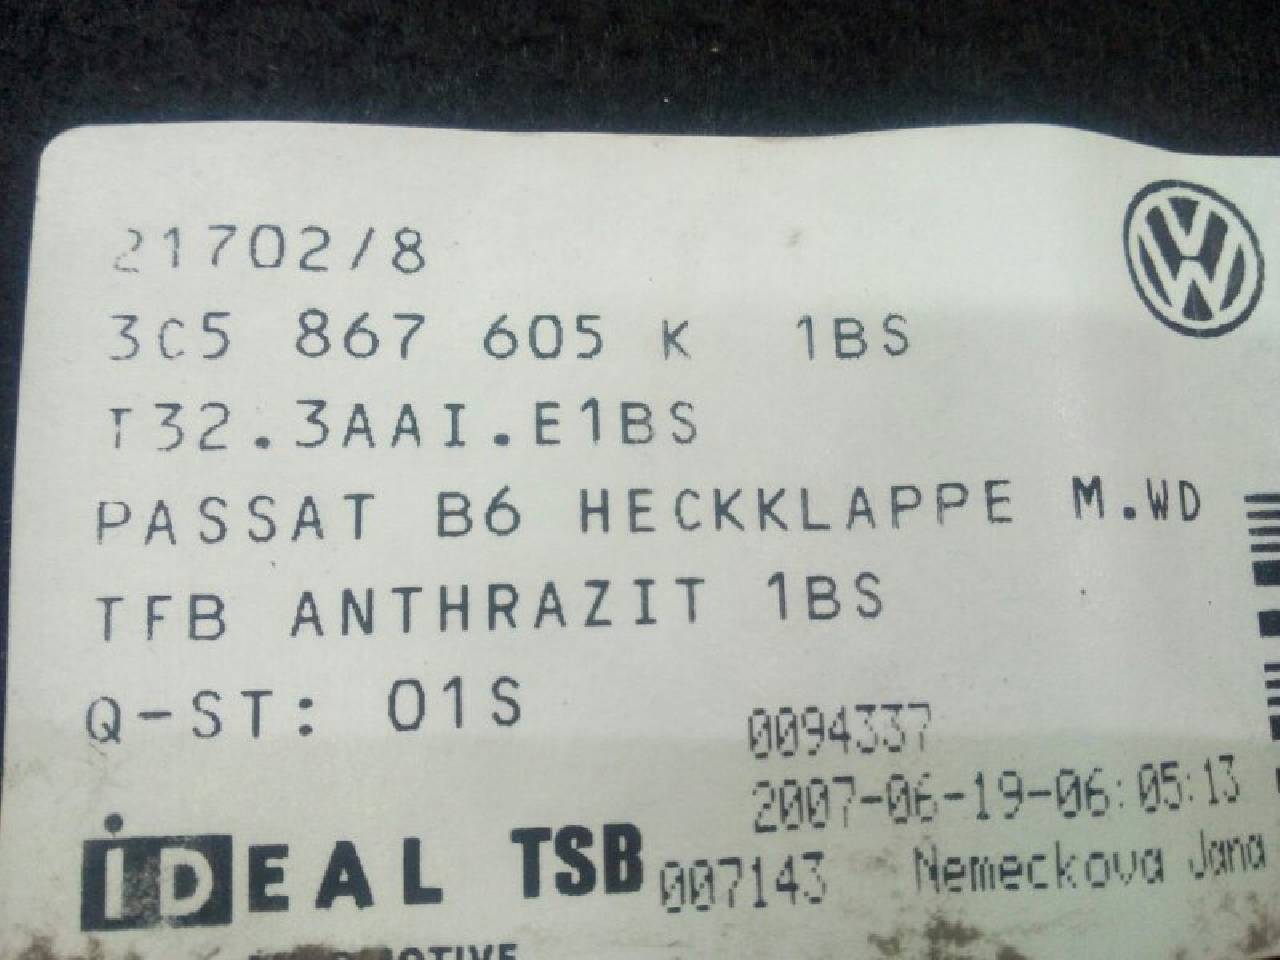 21702/8
3C5 867 605 K 1BS
T32.3AAI.E1BS
PASSAT B6 HECKKLAPPE M.WD
TFB ANTHRAZIT 1BS
Q-ST: 01S
0094337
2007-06-19-06:05:13
iDEAL TSB 007143 Nemeckova Jana